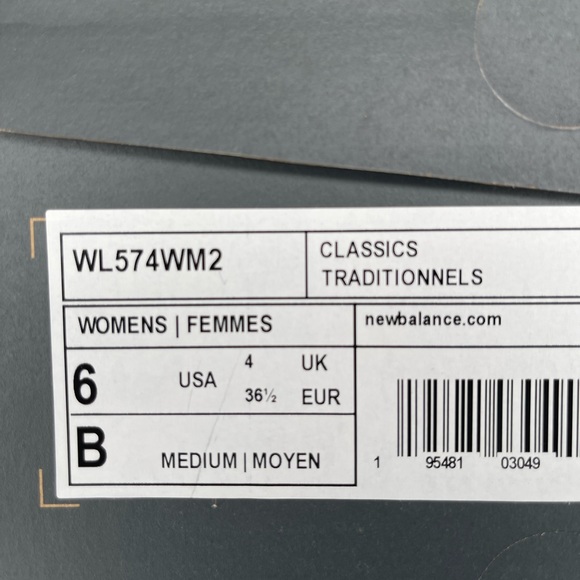 WL574WM2
CLASSICS
TRADITIONNELS
WOMENS | FEMMES
newbalance.com
6 USA 4 UK
36½ EUR
B MEDIUM | MOYEN
1 95481 03049